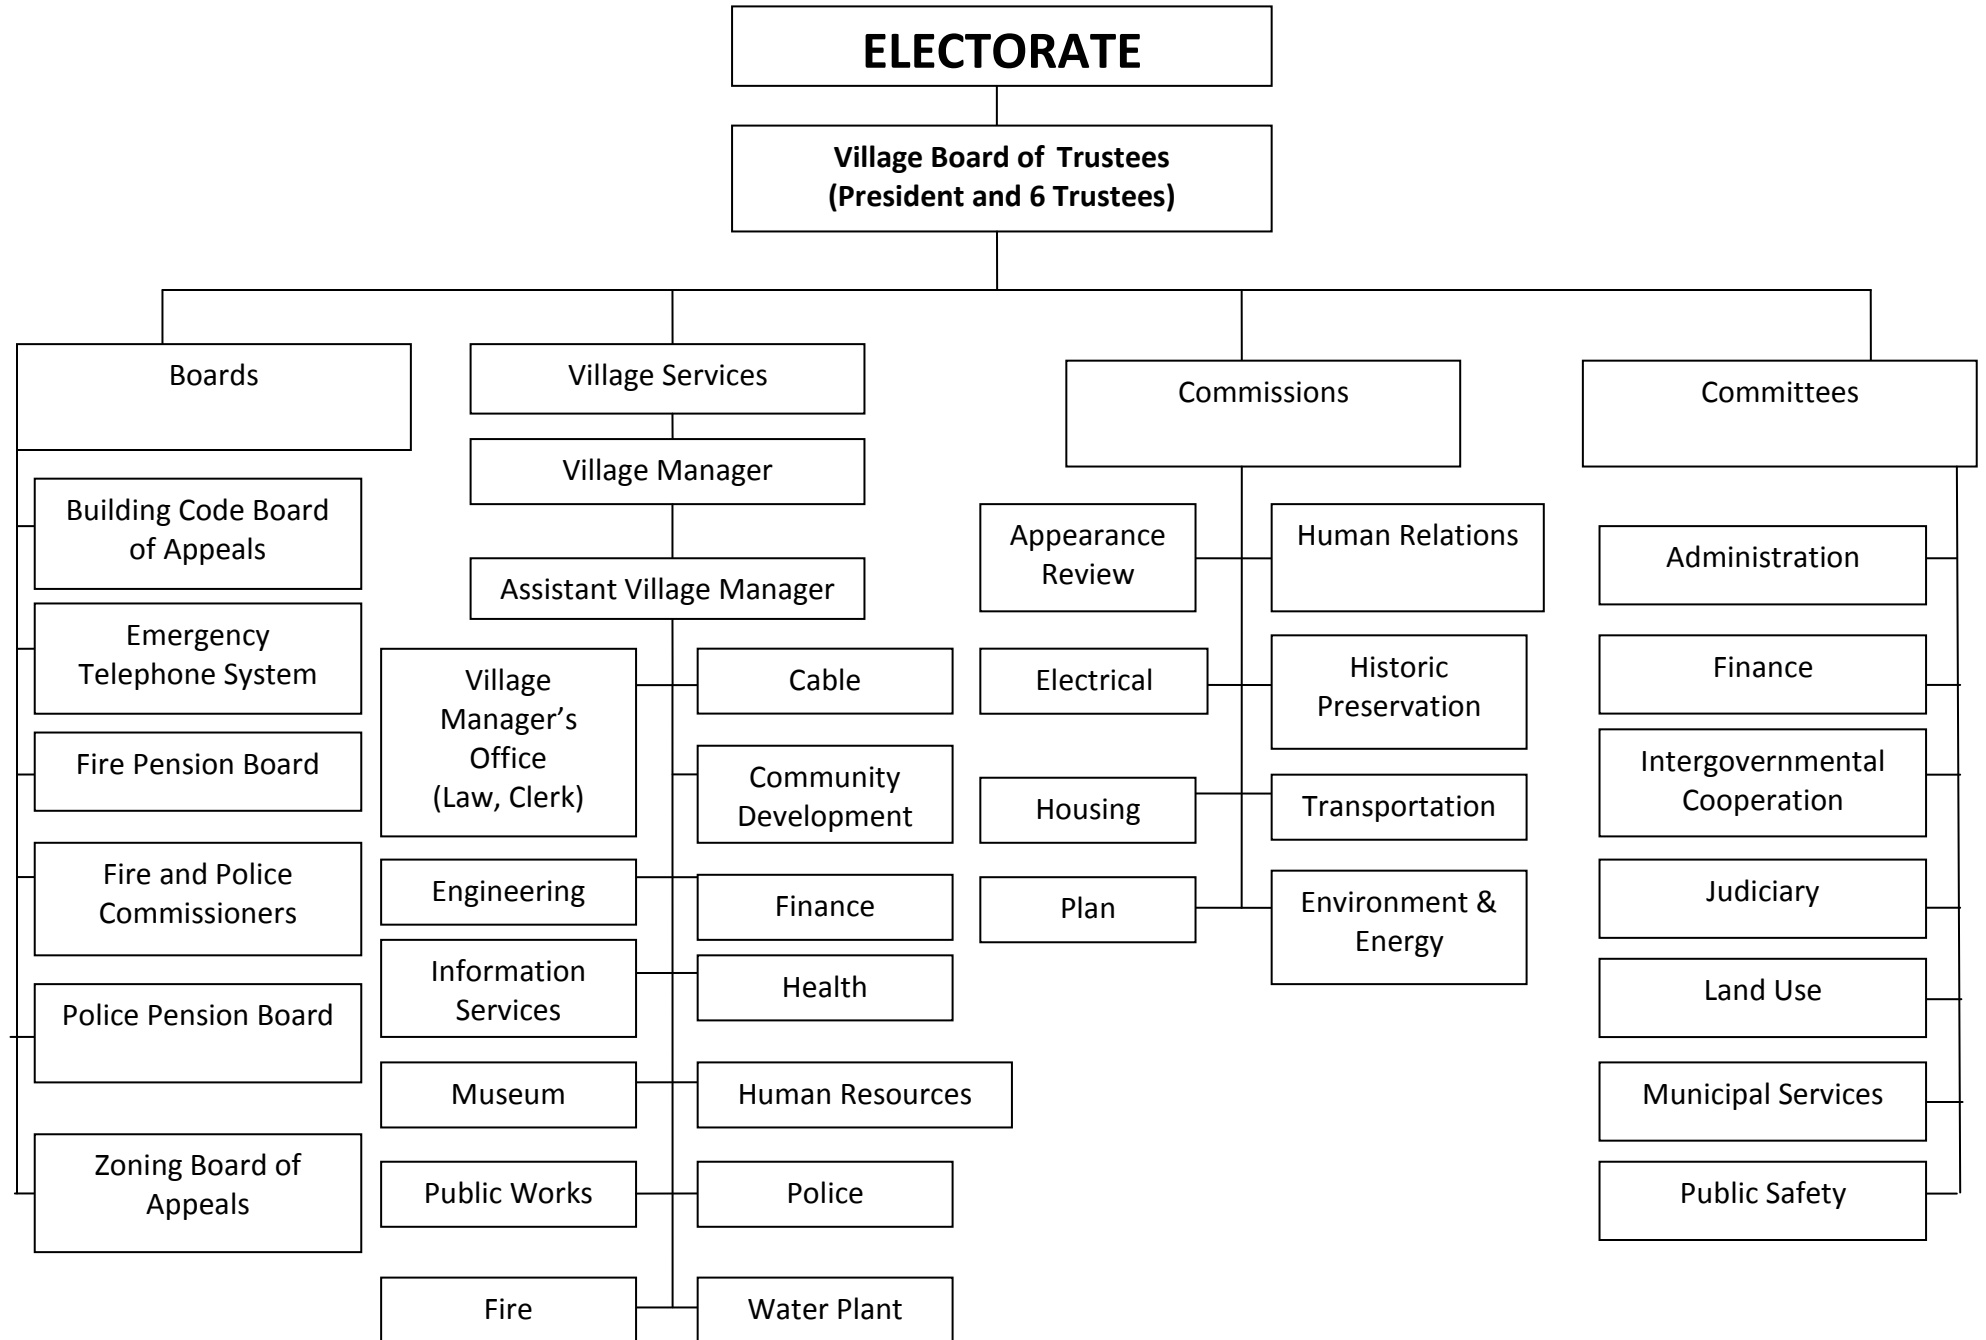 ELECTORATE
Village Board of Trustees
(President and 6 Trustees)
Boards
Building Code Board
of Appeals
Emergency
Telephone System
Fire Pension Board
Fire and Police
Commissioners
Police Pension Board
Zoning Board of
Appeals
Village Services
Village Manager
Assistant Village Manager
Village
Manager’s
Office
(Law, Clerk)
Cable
Community
Development
Engineering
Finance
Information
Services
Health
Museum
Human Resources
Public Works
Police
Fire
Water Plant
Commissions
Appearance
Review
Human Relations
Electrical
Historic
Preservation
Housing
Transportation
Plan
Environment &
Energy
Committees
Administration
Finance
Intergovernmental
Cooperation
Judiciary
Land Use
Municipal Services
Public Safety